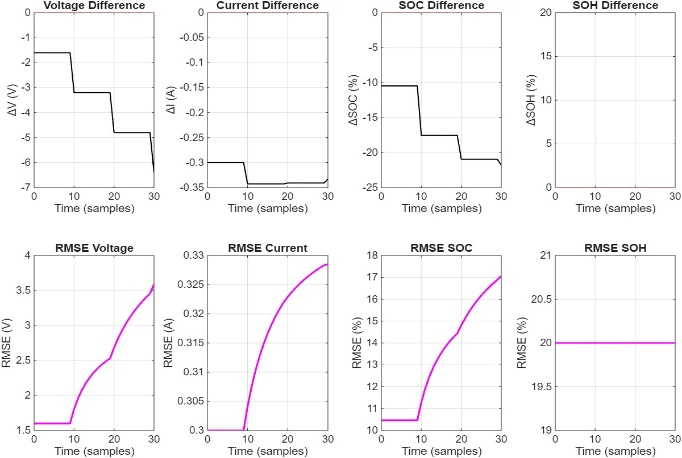 Voltage Difference
0
-1
-2
-3
-4
-5
-6
-7
0 10 20 30
ΔV (V)
Time (samples)
Current Difference
0
-0.05
-0.1
-0.15
-0.2
-0.25
-0.3
-0.35
0 10 20 30
ΔI (A)
Time (samples)
SOC Difference
0
-5
-10
-15
-20
-25
0 10 20 30
ΔSOC (%)
Time (samples)
SOH Difference
20
15
10
5
0
0 10 20 30
ΔSOH (%)
Time (samples)
RMSE Voltage
4
3.5
3
2.5
2
1.5
0 10 20 30
RMSE (V)
Time (samples)
RMSE Current
0.33
0.325
0.32
0.315
0.31
0.305
0.3
0 10 20 30
RMSE (A)
Time (samples)
RMSE SOC
18
17
16
15
14
13
12
11
10
0 10 20 30
RMSE (%)
Time (samples)
RMSE SOH
21
20.5
20
19.5
19
0 10 20 30
RMSE (%)
Time (samples)